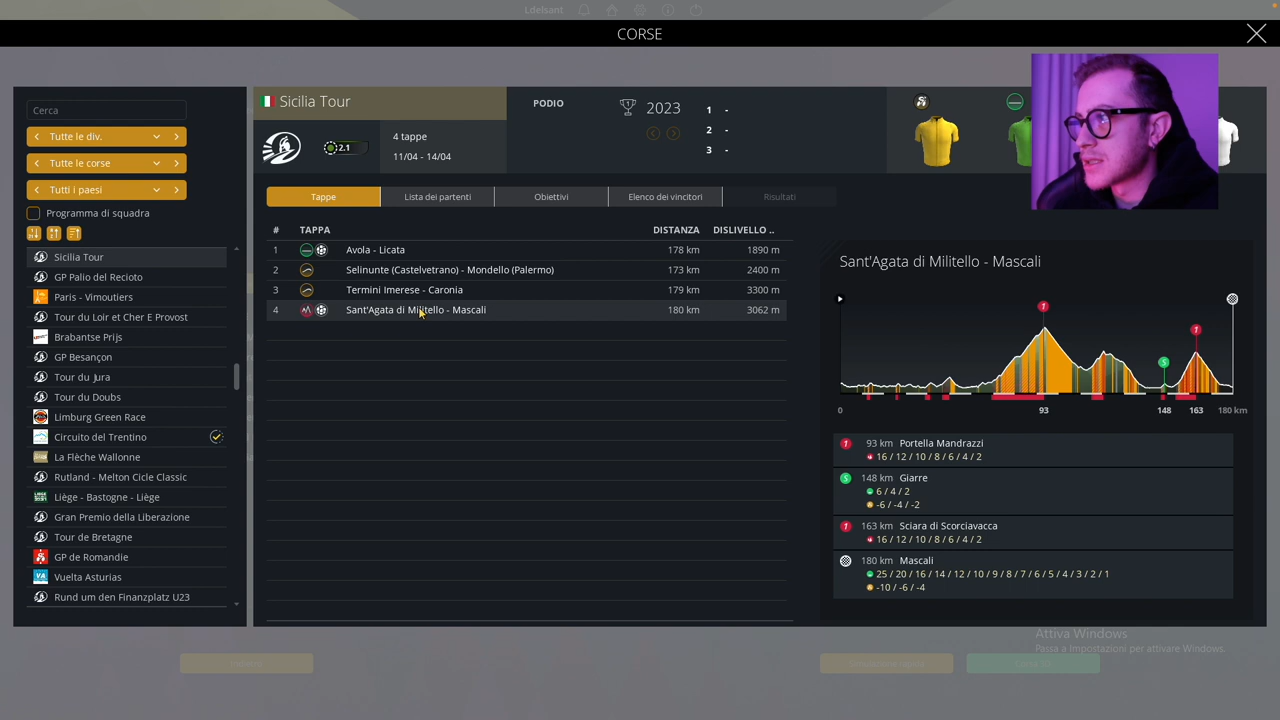 Ldelsant
CORSE
Cerca
Tutte le div.
Tutte le corse
Tutti i paesi
Programma di squadra
Sicilia Tour
GP Palio del Recioto
Paris - Vimoutiers
Tour du Loir et Cher E Provost
Brabantse Prijs
GP Besançon
Tour du Jura
Tour du Doubs
Limburg Green Race
Circuito del Trentino
La Flèche Wallonne
Rutland - Melton Cicle Classic
Liège - Bastogne - Liège
Gran Premio della Liberazione
Tour de Bretagne
GP de Romandie
Vuelta Asturias
Rund um den Finanzplatz U23
Sicilia Tour
2.1
4 tappe
11/04 - 14/04
PODIO
2023
1 -
2 -
3 -
Tappe
Lista dei partenti
Obiettivi
Elenco dei vincitori
Risultati
# TAPPA DISTANZA DISLIVELLO ..
1 Avola - Licata 178 km 1890 m
2 Selinunte (Castelvetrano) - Mondello (Palermo) 173 km 2400 m
3 Termini Imerese - Caronia 179 km 3300 m
4 Sant'Agata di Militello - Mascali 180 km 3062 m
Sant'Agata di Militello - Mascali
1
1
S
0 93 148 163 180 km
1 93 km Portella Mandrazzi
16 / 12 / 10 / 8 / 6 / 4 / 2
S 148 km Giarre
6 / 4 / 2
-6 / -4 / -2
1 163 km Sciara di Scorciavacca
16 / 12 / 10 / 8 / 6 / 4 / 2
180 km Mascali
25 / 20 / 16 / 14 / 12 / 10 / 9 / 8 / 7 / 6 / 5 / 4 / 3 / 2 / 1
-10 / -6 / -4
Attiva Windows
Passa a Impostazioni per attivare Windows.
Simulazione rapida